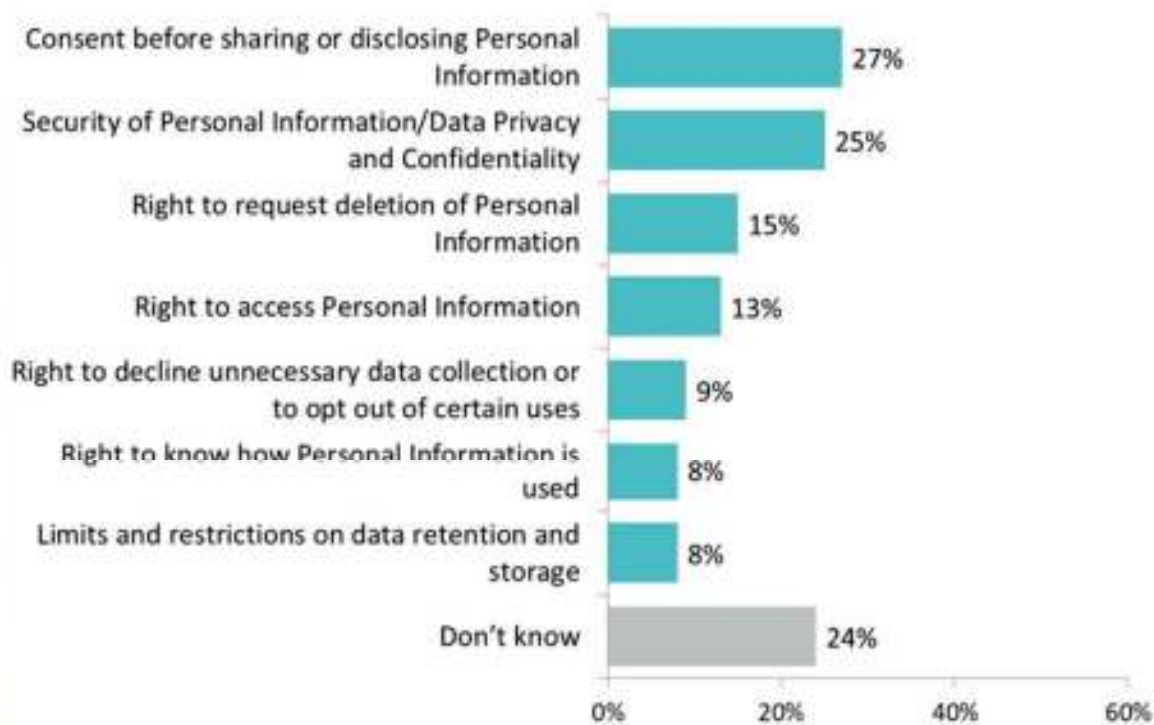 Consent before sharing or disclosing Personal
Information
27%
Security of Personal Information/Data Privacy
and Confidentiality
25%
Right to request deletion of Personal
Information
15%
Right to access Personal Information
13%
Right to decline unnecessary data collection or
to opt out of certain uses
9%
Right to know how Personal Information is
used
8%
Limits and restrictions on data retention and
storage
8%
Don't know
24%
0% 20% 40% 60%